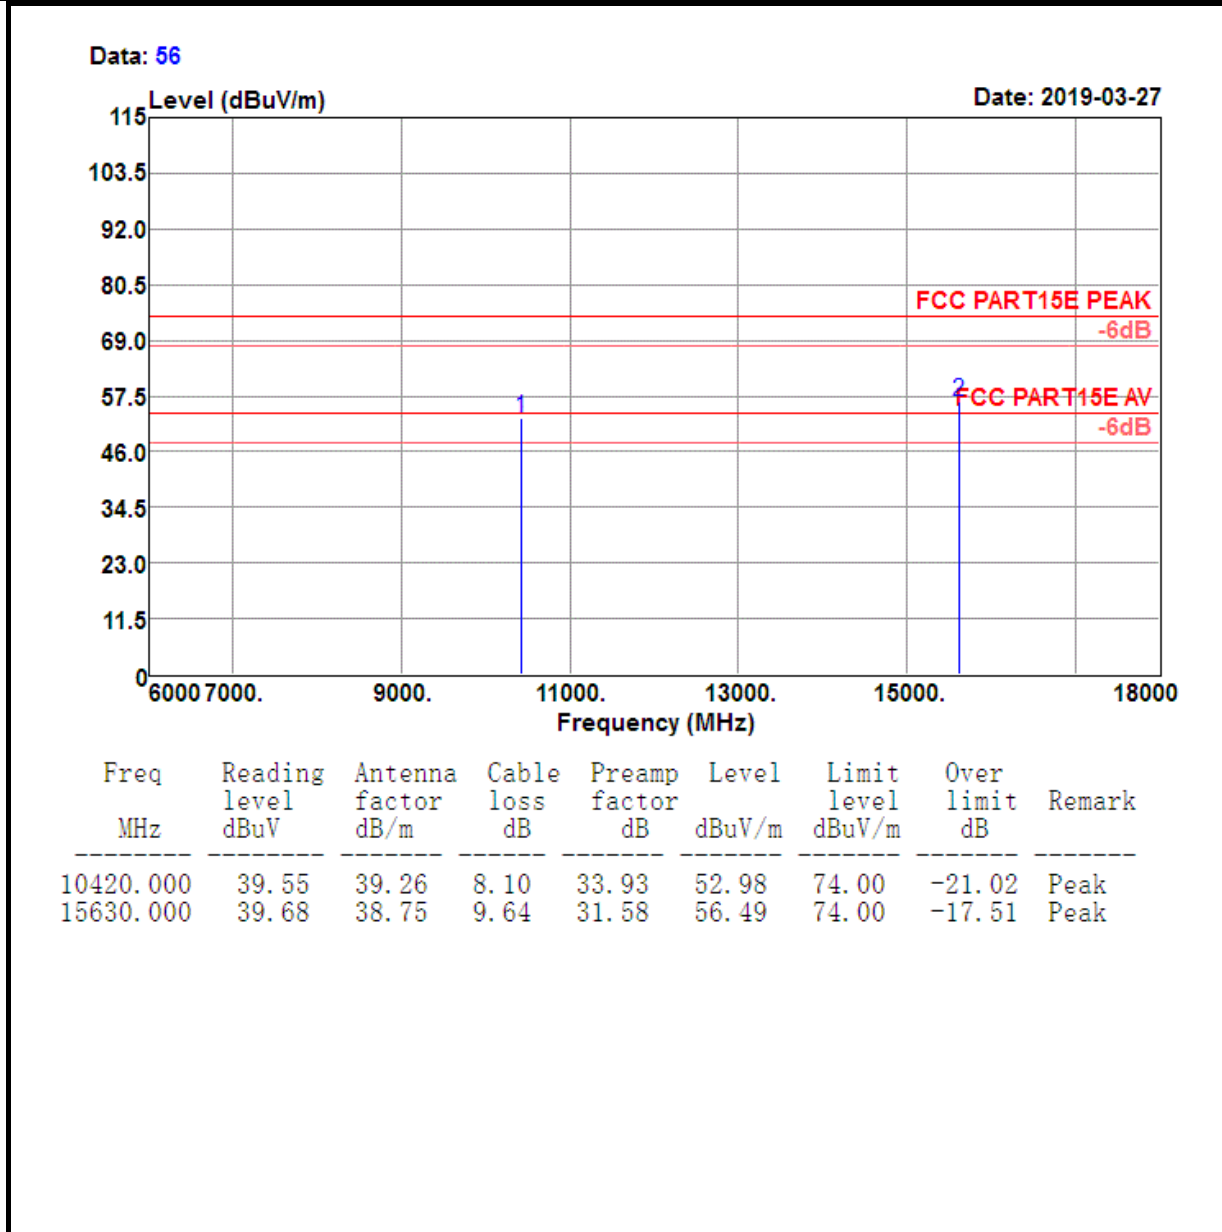 Data: 56
Level (dBuV/m) Date: 2019-03-27
115
103.5
92.0
80.5
FCC PART15E PEAK
-6dB
69.0
57.5
1
2
FCC PART15E AV
-6dB
46.0
34.5
23.0
11.5
0
6000 7000. 9000. 11000. 13000. 15000. 18000
Frequency (MHz)
Freq Reading Antenna Cable Preamp Level Limit Over
level factor loss factor level limit Remark
MHz dBuV dB/m dB dB dBuV/m dBuV/m dB
-------- -------- ------- ------ ------- ------- ------- ------- -------
10420.000 39.55 39.26 8.10 33.93 52.98 74.00 -21.02 Peak
15630.000 39.68 38.75 9.64 31.58 56.49 74.00 -17.51 Peak